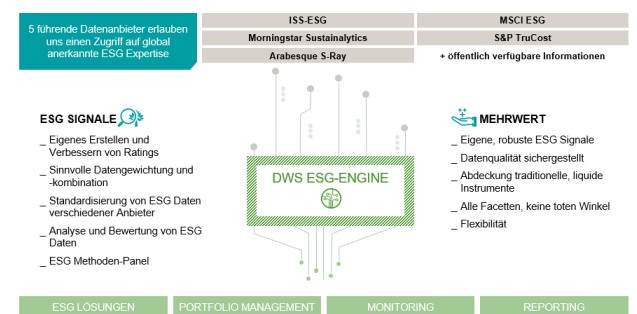 5 führende Datenanbieter erlauben
uns einen Zugriff auf global
anerkannte ESG Expertise
ISS-ESG
MSCI ESG
Morningstar Sustainalytics
S&P TruCost
Arabesque S-Ray
+ öffentlich verfügbare Informationen
ESG SIGNALE
_ Eigenes Erstellen und
Verbessern von Ratings
_ Sinnvolle Datengewichtung und
-kombination
_ Standardisierung von ESG Daten
verschiedener Anbieter
_ Analyse und Bewertung von ESG
Daten
_ ESG Methoden-Panel
DWS ESG-ENGINE
MEHRWERT
_ Eigene, robuste ESG Signale
_ Datenqualität sichergestellt
_ Abdeckung traditionelle, liquide
Instrumente
_ Alle Facetten, keine toten Winkel
_ Flexibilität
ESG LÖSUNGEN
PORTFOLIO MANAGEMENT
MONITORING
REPORTING